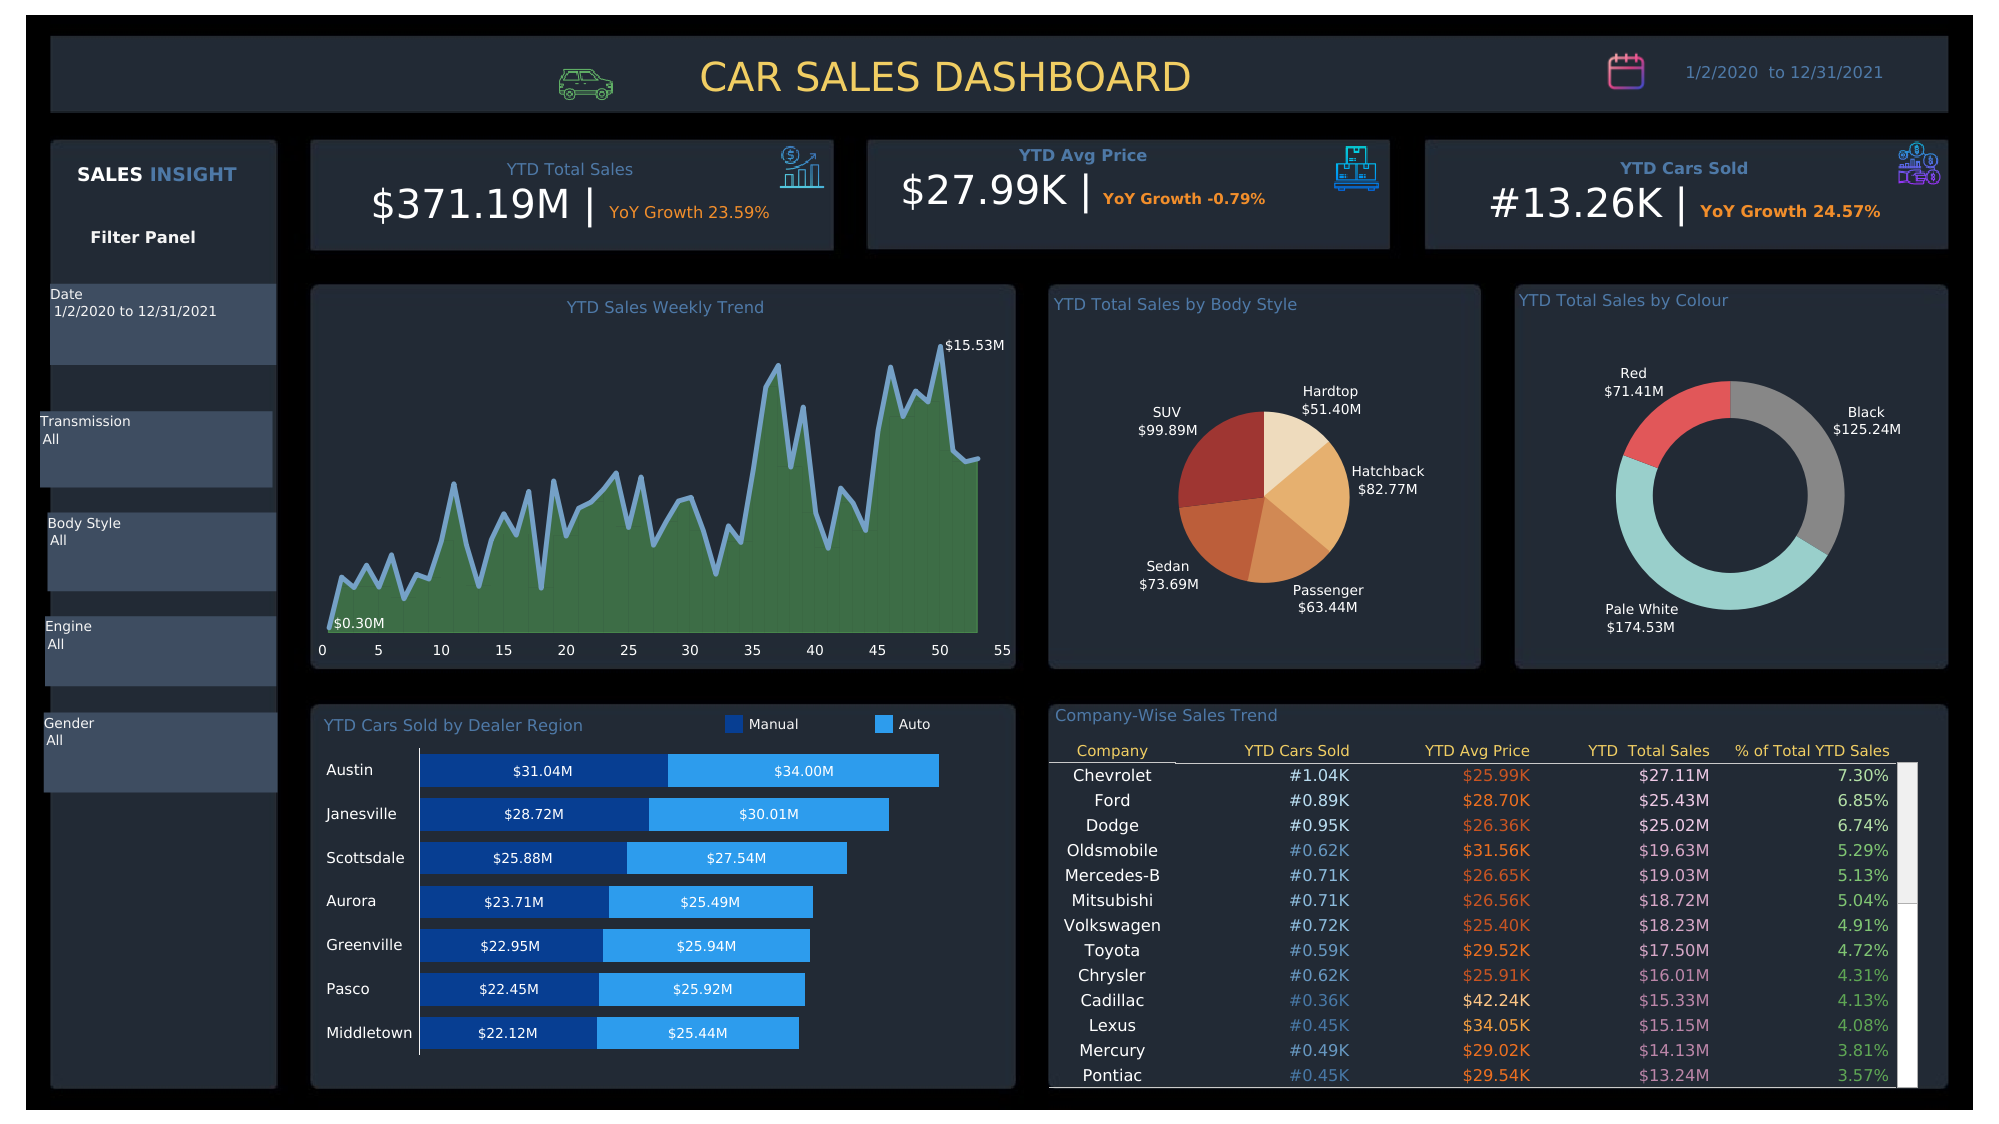 CAR SALES DASHBOARD
1/2/2020  to 12/31/2021
SALES INSIGHT
Filter Panel
Date
1/2/2020 to 12/31/2021
Transmission
All
Body Style
All
Engine
All
Gender
All
YTD Total Sales
$371.19M | YoY Growth 23.59%
YTD Avg Price
$27.99K | YoY Growth -0.79%
YTD Cars Sold
#13.26K | YoY Growth 24.57%
YTD Sales Weekly Trend
$15.53M
$0.30M
0 5 10 15 20 25 30 35 40 45 50 55
YTD Total Sales by Body Style
Hardtop
$51.40M
SUV
$99.89M
Hatchback
$82.77M
Sedan
$73.69M
Passenger
$63.44M
YTD Total Sales by Colour
Red
$71.41M
Black
$125.24M
Pale White
$174.53M
YTD Cars Sold by Dealer Region
Manual Auto
Austin $31.04M $34.00M
Janesville $28.72M $30.01M
Scottsdale $25.88M $27.54M
Aurora $23.71M $25.49M
Greenville $22.95M $25.94M
Pasco $22.45M $25.92M
Middletown $22.12M $25.44M
Company-Wise Sales Trend
Company YTD Cars Sold YTD Avg Price YTD  Total Sales % of Total YTD Sales
Chevrolet #1.04K $25.99K $27.11M 7.30%
Ford #0.89K $28.70K $25.43M 6.85%
Dodge #0.95K $26.36K $25.02M 6.74%
Oldsmobile #0.62K $31.56K $19.63M 5.29%
Mercedes-B #0.71K $26.65K $19.03M 5.13%
Mitsubishi #0.71K $26.56K $18.72M 5.04%
Volkswagen #0.72K $25.40K $18.23M 4.91%
Toyota #0.59K $29.52K $17.50M 4.72%
Chrysler #0.62K $25.91K $16.01M 4.31%
Cadillac #0.36K $42.24K $15.33M 4.13%
Lexus #0.45K $34.05K $15.15M 4.08%
Mercury #0.49K $29.02K $14.13M 3.81%
Pontiac #0.45K $29.54K $13.24M 3.57%